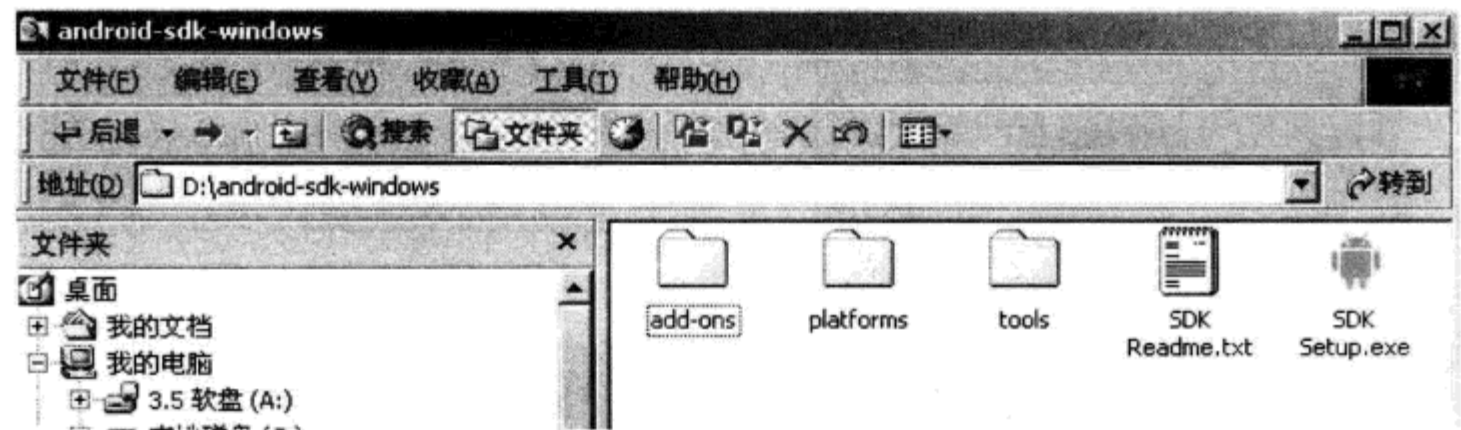 android-sdk-windows
文件(F) 编辑(E) 查看(V) 收藏(A) 工具(T) 帮助(H)
后退 搜索 文件夹
地址(D) D:\android-sdk-windows 转到
文件夹
桌面
我的文档
我的电脑
3.5 软盘 (A:)
add-ons platforms tools SDK Readme.txt SDK Setup.exe